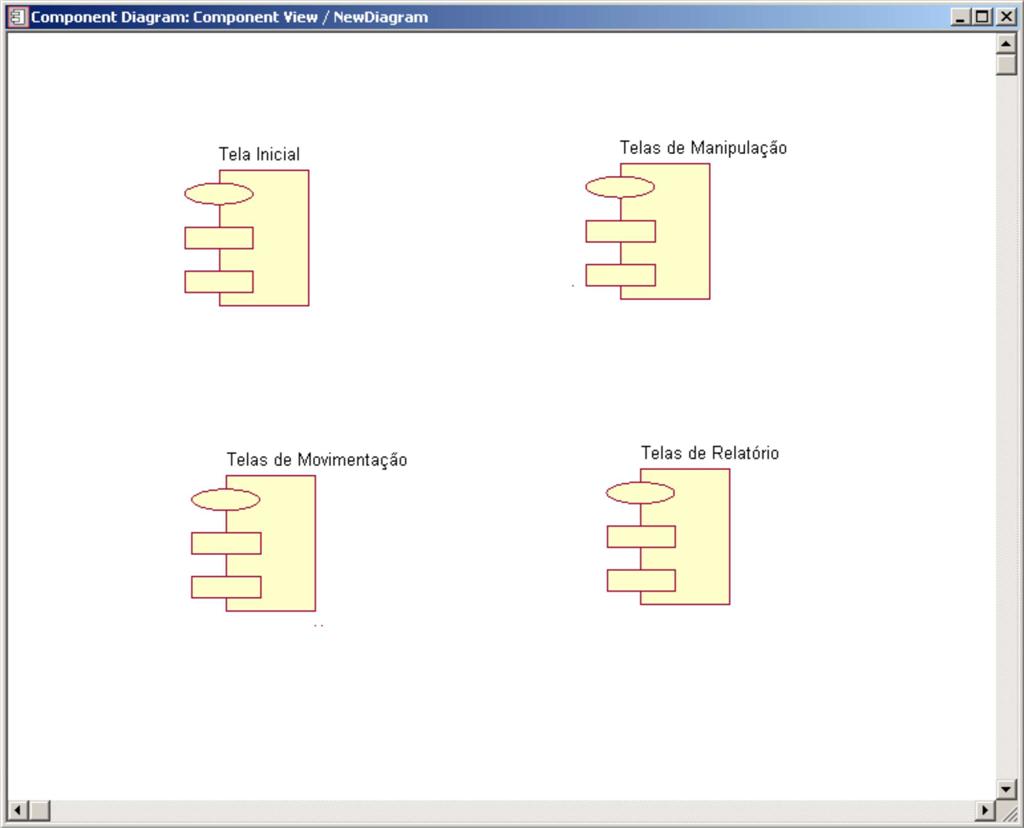 Component Diagram: Component View / NewDiagram
Tela Inicial
Telas de Manipulação
Telas de Movimentação
Telas de Relatório